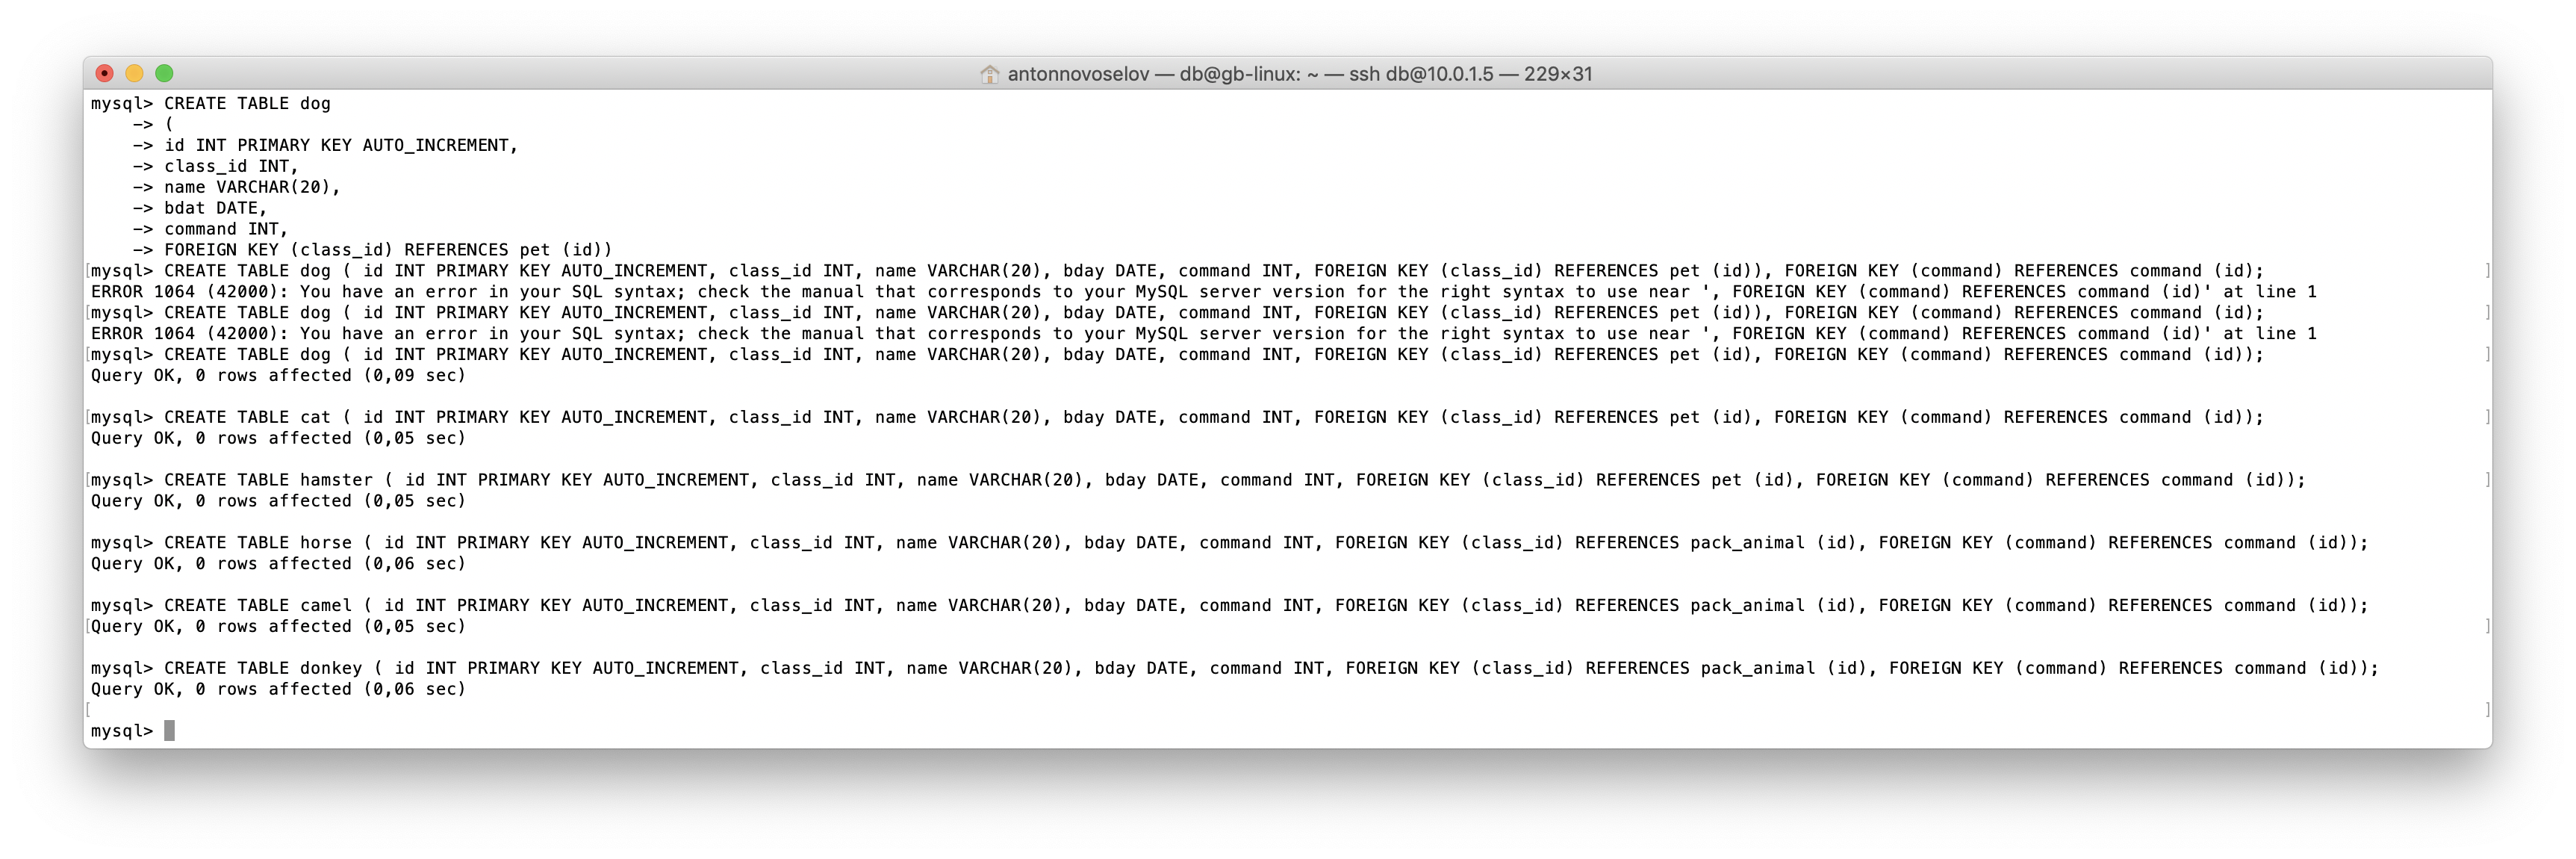 antonnovoselov — db@gb-linux: ~ — ssh db@10.0.1.5 — 229×31
mysql> CREATE TABLE dog
    -> (
    -> id INT PRIMARY KEY AUTO_INCREMENT,
    -> class_id INT,
    -> name VARCHAR(20),
    -> bdat DATE,
    -> command INT,
    -> FOREIGN KEY (class_id) REFERENCES pet (id))
[mysql> CREATE TABLE dog ( id INT PRIMARY KEY AUTO_INCREMENT, class_id INT, name VARCHAR(20), bday DATE, command INT, FOREIGN KEY (class_id) REFERENCES pet (id)), FOREIGN KEY (command) REFERENCES command (id); ]
ERROR 1064 (42000): You have an error in your SQL syntax; check the manual that corresponds to your MySQL server version for the right syntax to use near ', FOREIGN KEY (command) REFERENCES command (id)' at line 1
[mysql> CREATE TABLE dog ( id INT PRIMARY KEY AUTO_INCREMENT, class_id INT, name VARCHAR(20), bday DATE, command INT, FOREIGN KEY (class_id) REFERENCES pet (id)), FOREIGN KEY (command) REFERENCES command (id); ]
ERROR 1064 (42000): You have an error in your SQL syntax; check the manual that corresponds to your MySQL server version for the right syntax to use near ', FOREIGN KEY (command) REFERENCES command (id)' at line 1
[mysql> CREATE TABLE dog ( id INT PRIMARY KEY AUTO_INCREMENT, class_id INT, name VARCHAR(20), bday DATE, command INT, FOREIGN KEY (class_id) REFERENCES pet (id), FOREIGN KEY (command) REFERENCES command (id)); ]
Query OK, 0 rows affected (0,09 sec)
[mysql> CREATE TABLE cat ( id INT PRIMARY KEY AUTO_INCREMENT, class_id INT, name VARCHAR(20), bday DATE, command INT, FOREIGN KEY (class_id) REFERENCES pet (id), FOREIGN KEY (command) REFERENCES command (id)); ]
Query OK, 0 rows affected (0,05 sec)
[mysql> CREATE TABLE hamster ( id INT PRIMARY KEY AUTO_INCREMENT, class_id INT, name VARCHAR(20), bday DATE, command INT, FOREIGN KEY (class_id) REFERENCES pet (id), FOREIGN KEY (command) REFERENCES command (id)); ]
Query OK, 0 rows affected (0,05 sec)
mysql> CREATE TABLE horse ( id INT PRIMARY KEY AUTO_INCREMENT, class_id INT, name VARCHAR(20), bday DATE, command INT, FOREIGN KEY (class_id) REFERENCES pack_animal (id), FOREIGN KEY (command) REFERENCES command (id));
Query OK, 0 rows affected (0,06 sec)
mysql> CREATE TABLE camel ( id INT PRIMARY KEY AUTO_INCREMENT, class_id INT, name VARCHAR(20), bday DATE, command INT, FOREIGN KEY (class_id) REFERENCES pack_animal (id), FOREIGN KEY (command) REFERENCES command (id));
[Query OK, 0 rows affected (0,05 sec) ]
mysql> CREATE TABLE donkey ( id INT PRIMARY KEY AUTO_INCREMENT, class_id INT, name VARCHAR(20), bday DATE, command INT, FOREIGN KEY (class_id) REFERENCES pack_animal (id), FOREIGN KEY (command) REFERENCES command (id));
Query OK, 0 rows affected (0,06 sec)
[ ]
mysql>